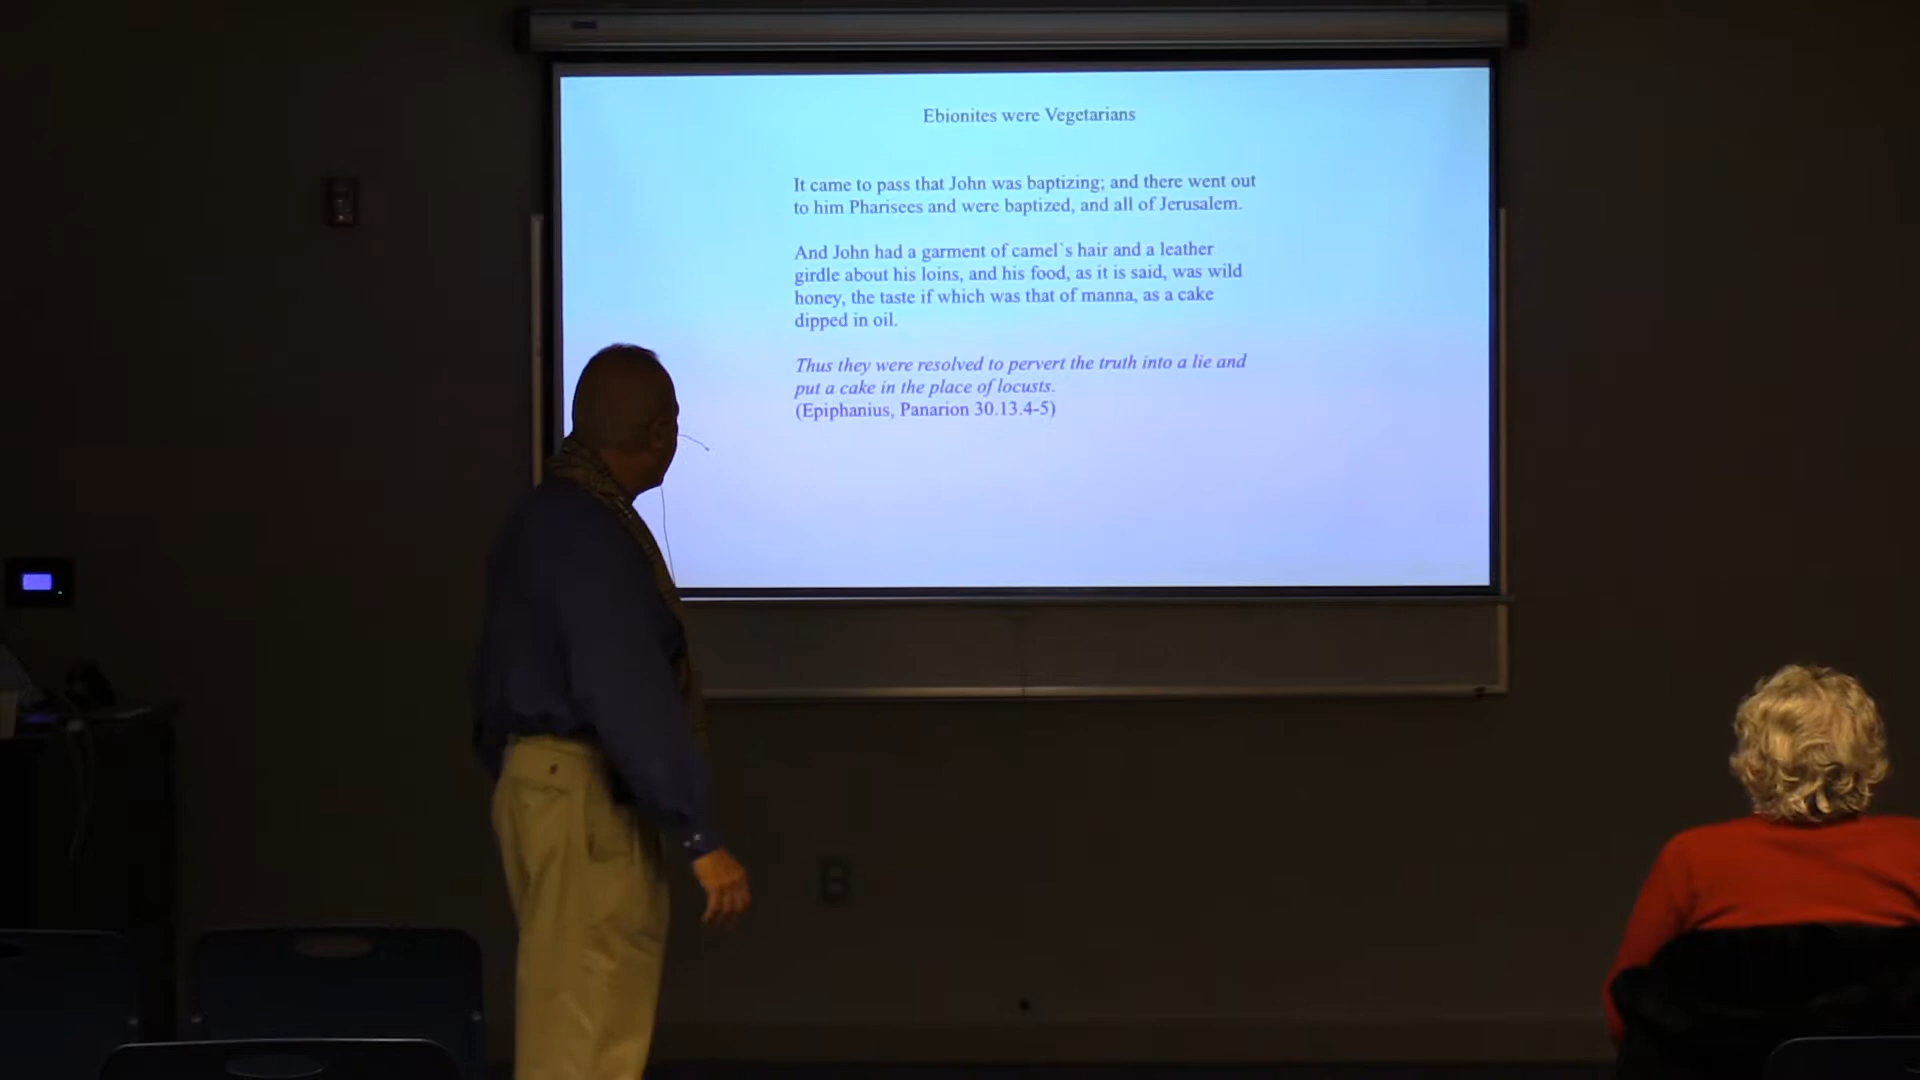 Ebionites were Vegetarians
It came to pass that John was baptizing; and there went out
to him Pharisees and were baptized, and all of Jerusalem.
And John had a garment of camel`s hair and a leather
girdle about his loins, and his food, as it is said, was wild
honey, the taste if which was that of manna, as a cake
dipped in oil.
Thus they were resolved to pervert the truth into a lie and
put a cake in the place of locusts.
(Epiphanius, Panarion 30.13.4-5)